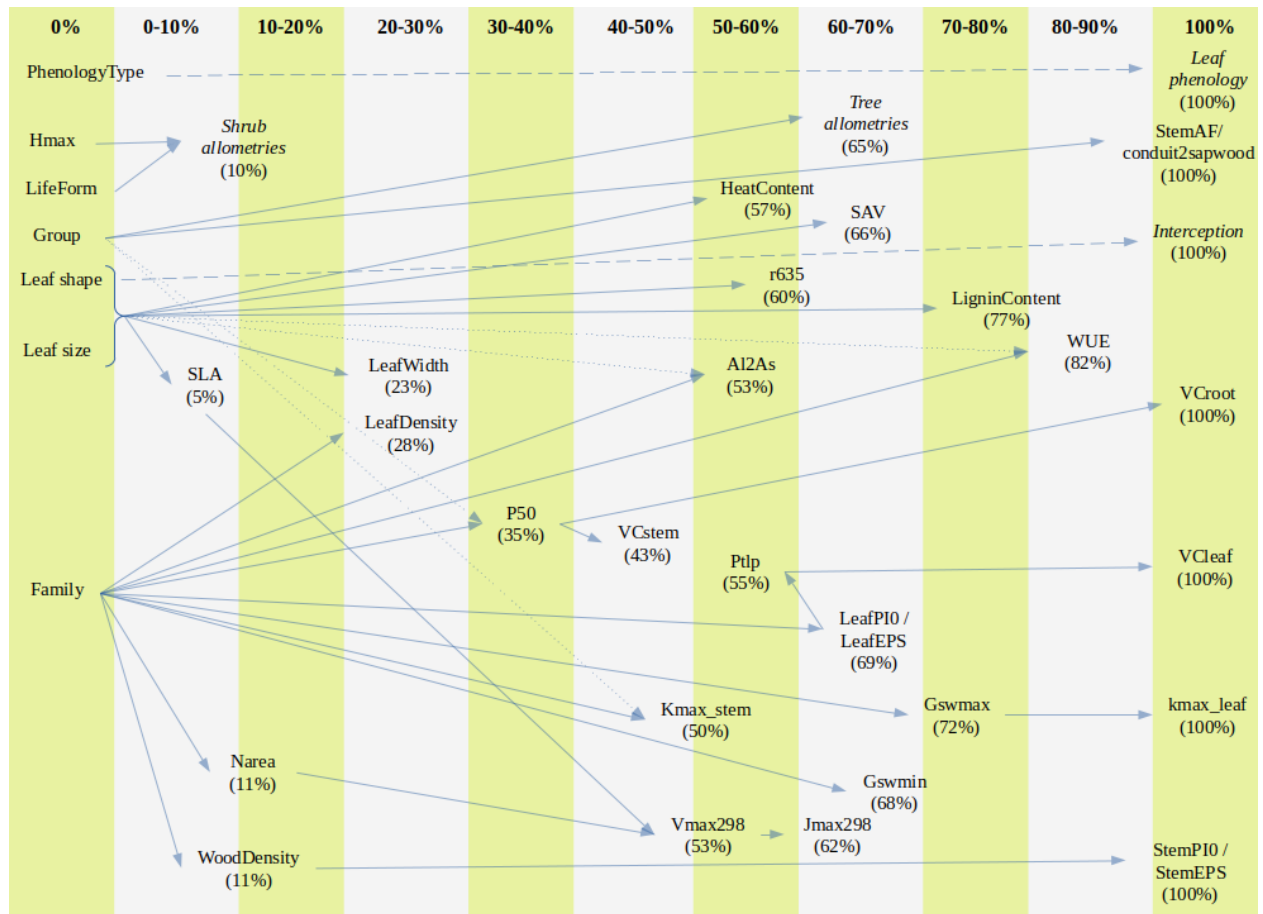 0% 0-10% 10-20% 20-30% 30-40% 40-50% 50-60% 60-70% 70-80% 80-90% 100%
PhenologyType
Leaf
phenology
(100%)
Hmax
Shrub
allometries
(10%)
Tree
allometries
(65%)
StemAF/
conduit2sapwood
(100%)
LifeForm
HeatContent
(57%)
Group
SAV
(66%)
Interception
(100%)
Leaf shape
r635
(60%)
LigninContent
(77%)
Leaf size
SLA
(5%)
LeafWidth
(23%)
Al2As
(53%)
WUE
(82%)
LeafDensity
(28%)
VCroot
(100%)
P50
(35%)
VCstem
(43%)
Ptlp
(55%)
VCleaf
(100%)
Family
LeafPI0 /
LeafEPS
(69%)
Kmax_stem
(50%)
Gswmax
(72%)
kmax_leaf
(100%)
Narea
(11%)
Gswmin
(68%)
Vmax298
(53%)
Jmax298
(62%)
WoodDensity
(11%)
StemPI0 /
StemEPS
(100%)